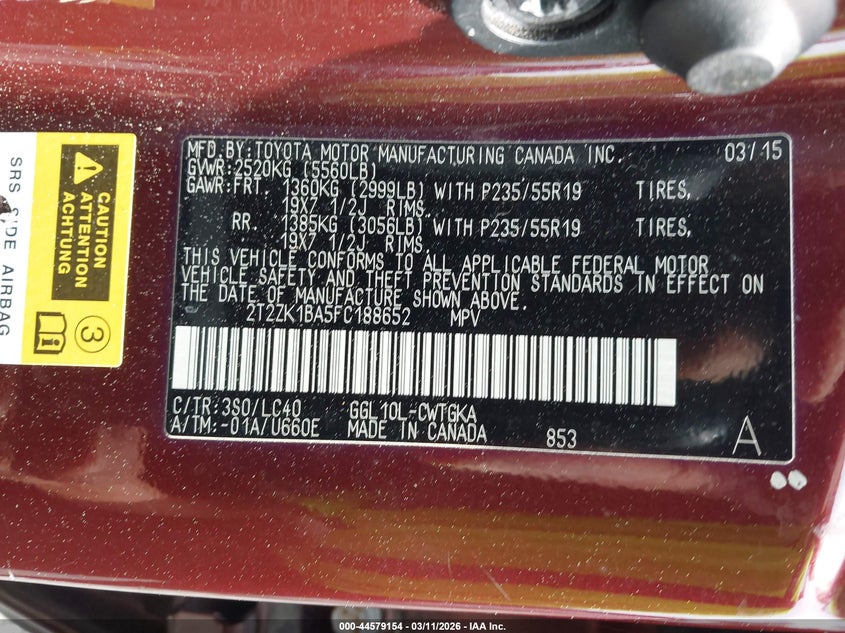 MFD.BY:TOYOTA MOTOR MANUFACTURING CANADA INC. 03/15
GVWR:2520KG (5560LB)
GAWR:FRT. 1360KG (2999LB) WITH P235/55R19 TIRES,
19X7 1/2J RIMS.
RR. 1385KG (3056LB) WITH P235/55R19 TIRES,
19X7 1/2J RIMS.
THIS VEHICLE CONFORMS TO ALL APPLICABLE FEDERAL MOTOR
VEHICLE SAFETY AND THEFT PREVENTION STANDARDS IN EFFECT ON
THE DATE OF MANUFACTURE SHOWN ABOVE.
2T2ZK1BA5FC188652 MPV
C/TR:3S0/LC40 GGL10L-CWTGKA
A/TM:-01A/U660E MADE IN CANADA 853 A
CAUTION
ATTENTION
ACHTUNG
3
SRS SIDE AIRBAG
000-44579154 - 03/11/2026 - IAA Inc.